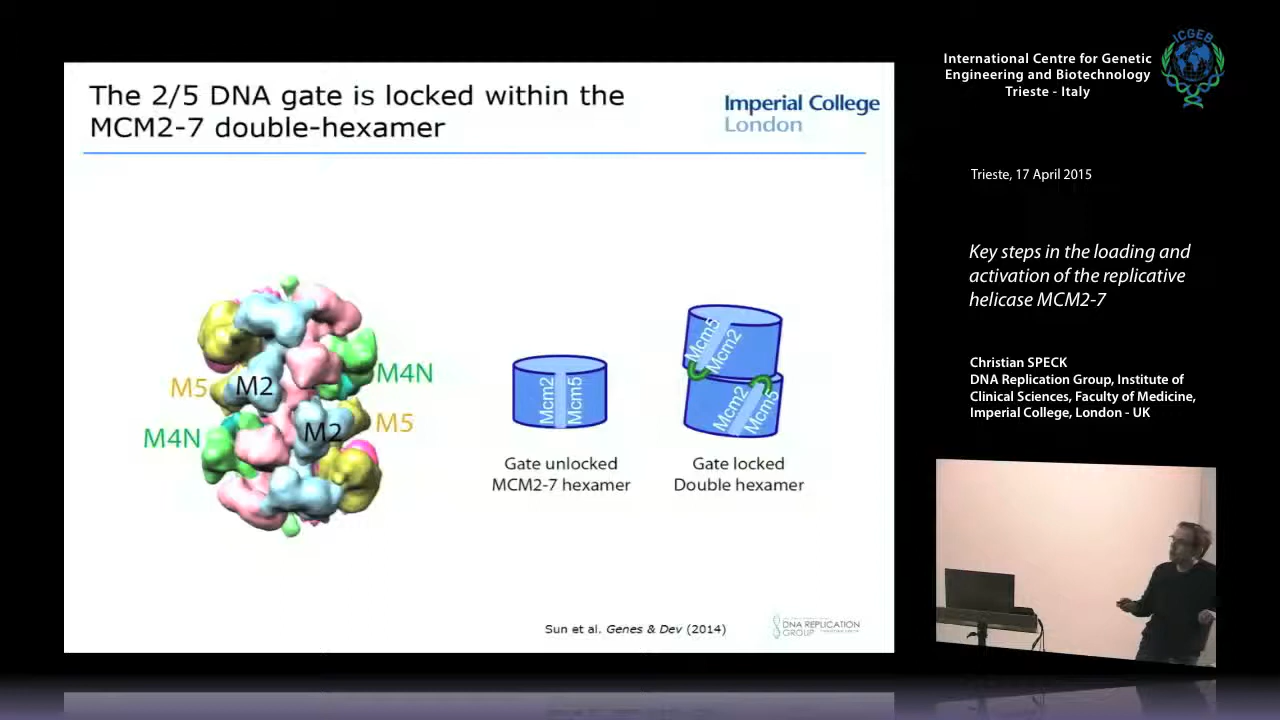 The 2/5 DNA gate is locked within the
MCM2-7 double-hexamer
Imperial College
London
M5
M2
M4N
M4N
M2
M5
Mcm2
Mcm5
Gate unlocked
MCM2-7 hexamer
Mcm5
Mcm2
Mcm2
Mcm5
Gate locked
Double hexamer
Sun et al. Genes & Dev (2014)
DNA REPLICATION
GROUP
International Centre for Genetic
Engineering and Biotechnology
Trieste - Italy
ICGEB
Trieste, 17 April 2015
Key steps in the loading and
activation of the replicative
helicase MCM2-7
Christian SPECK
DNA Replication Group, Institute of
Clinical Sciences, Faculty of Medicine,
Imperial College, London - UK